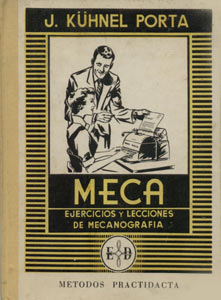 J. KÜHNEL PORTA
MECA
EJERCICIOS Y LECCIONES
DE MECANOGRAFIA
E D
METODOS PRACTIDACTA